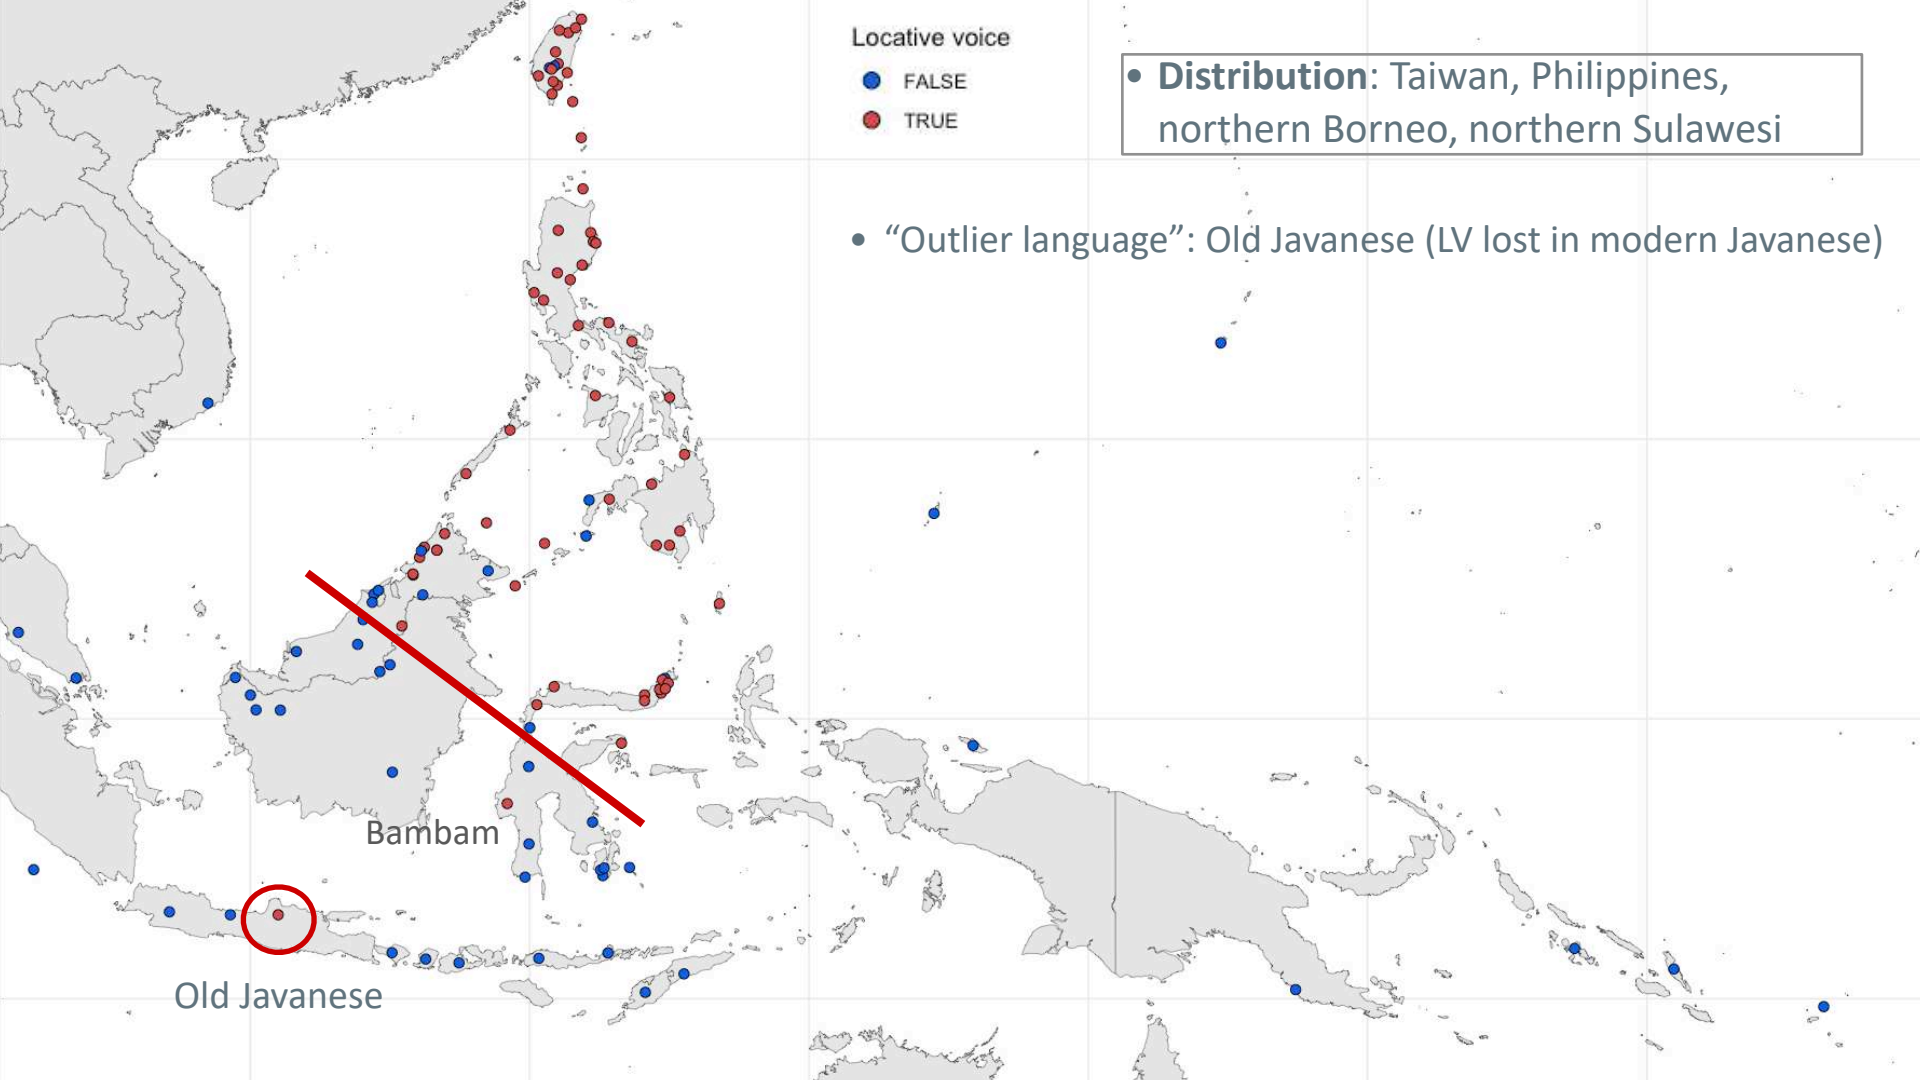 Locative voice
FALSE
TRUE
• Distribution: Taiwan, Philippines,
northern Borneo, northern Sulawesi
• “Outlier language”: Old Javanese (LV lost in modern Javanese)
Bambam
Old Javanese